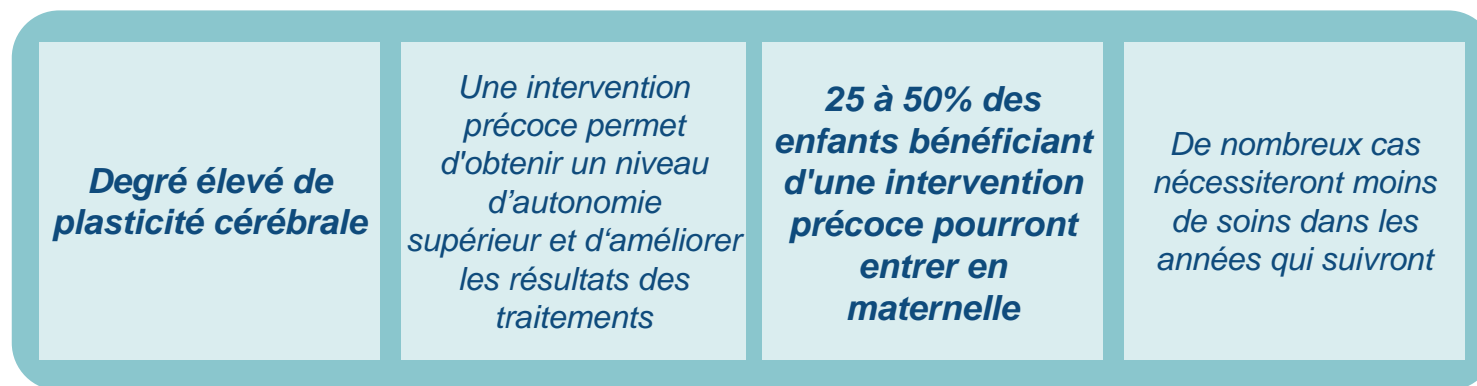 Degré élevé de
plasticité cérébrale
Une intervention
précoce permet
d'obtenir un niveau
d’autonomie
supérieur et d‘améliorer
les résultats des
traitements
25 à 50% des
enfants bénéficiant
d'une intervention
précoce pourront
entrer en
maternelle
De nombreux cas
nécessiteront moins
de soins dans les
années qui suivront